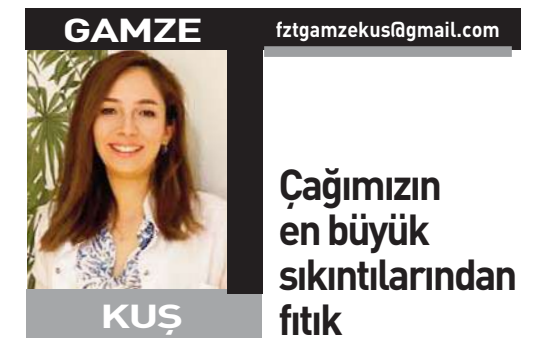 GAMZE
KUŞ
fztgamzekus@gmail.com
Çağımızın
en büyük
sıkıntılarından
fıtık